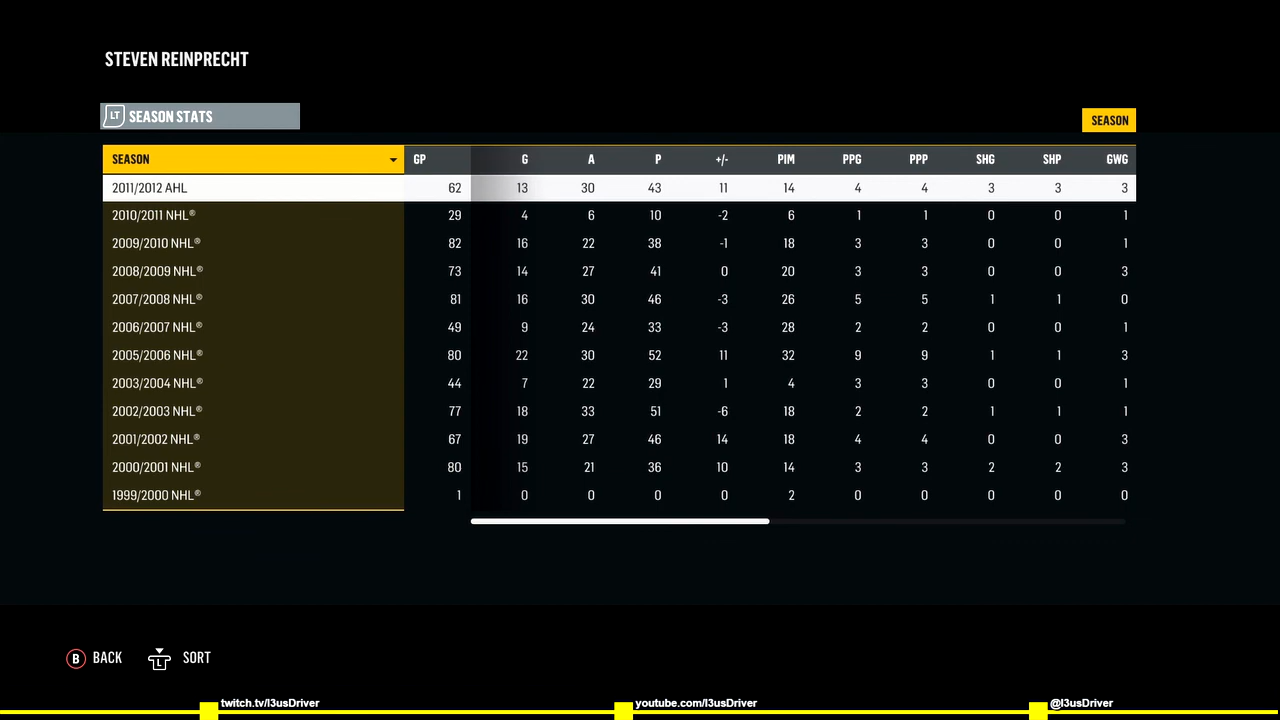 STEVEN REINPRECHT
LT SEASON STATS
SEASON
SEASON GP G A P +/- PIM PPG PPP SHG SHP GWG
2011/2012 AHL 62 13 30 43 11 14 4 4 3 3 3
2010/2011 NHL® 29 4 6 10 -2 6 1 1 0 0 1
2009/2010 NHL® 82 16 22 38 -1 18 3 3 0 0 1
2008/2009 NHL® 73 14 27 41 0 20 3 3 0 0 3
2007/2008 NHL® 81 16 30 46 -3 26 5 5 1 1 0
2006/2007 NHL® 49 9 24 33 -3 28 2 2 0 0 1
2005/2006 NHL® 80 22 30 52 11 32 9 9 1 1 3
2003/2004 NHL® 44 7 22 29 1 4 3 3 0 0 1
2002/2003 NHL® 77 18 33 51 -6 18 2 2 1 1 1
2001/2002 NHL® 67 19 27 46 14 18 4 4 0 0 3
2000/2001 NHL® 80 15 21 36 10 14 3 3 2 2 3
1999/2000 NHL® 1 0 0 0 0 2 0 0 0 0 0
B BACK L SORT
twitch.tv/I3usDriver youtube.com/I3usDriver @I3usDriver